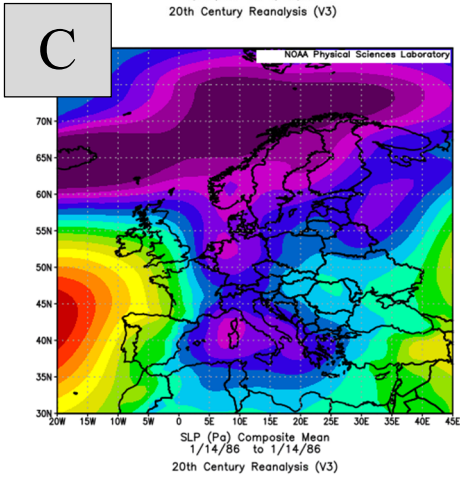 20th Century Reanalysis (V3)
C
NOAA Physical Sciences Laboratory
70N
65N
60N
55N
50N
45N
40N
35N
30N
20W 15W 10W 5W 0 5E 10E 15E 20E 25E 30E 35E 40E 45E
SLP (Pa) Composite Mean
1/14/86 to 1/14/86
20th Century Reanalysis (V3)